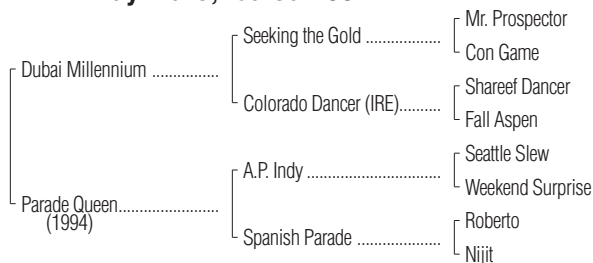 Seeking the Gold ..................
Mr. Prospector
Con Game
Dubai Millennium ................
Colorado Dancer (IRE)..........
Shareef Dancer
Fall Aspen
A.P. Indy ................................
Seattle Slew
Weekend Surprise
Parade Queen........................
(1994)
Spanish Parade ....................
Roberto
Nijit